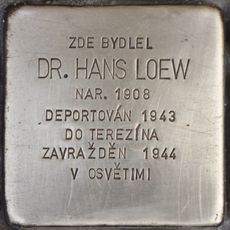 ZDE BYDLEL
DR. HANS LOEW
NAR. 1908
DEPORTOVÁN 1943
DO TEREZÍNA
ZAVRAŽDĚN 1944
V OSVĚTIMI